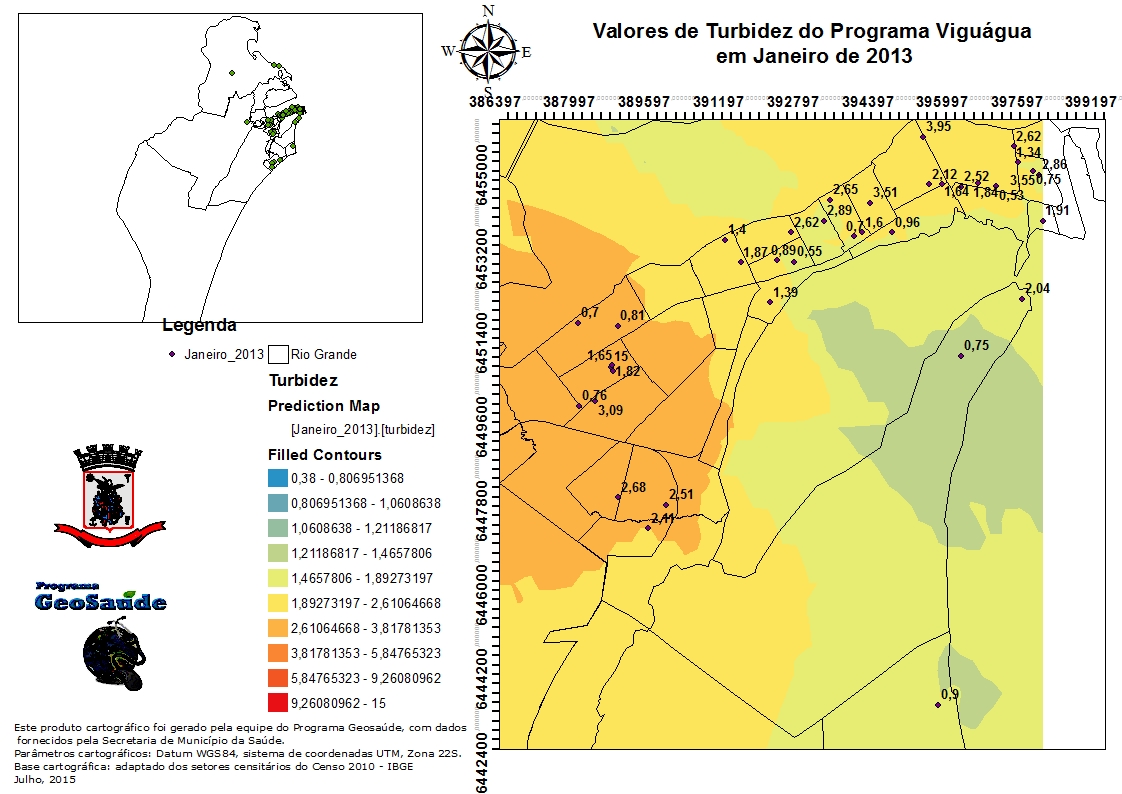 Valores de Turbidez do Programa Viguágua
em Janeiro de 2013
N
W E
S
386397 387997 389597 391197 392797 394397 395997 397597 399197
6455000
6453200
6451400
6449600
6447800
6446000
6444200
6442400
3,95
2,62
1,34
2,86
2,12 2,52 3,55 0,75
1,64 1,84 0,53
2,65 3,51
2,89 1,91
2,62 0,7 1,6 0,96
1,4
1,87 0,89 0,55
1,39 2,04
0,7 0,81
0,75
1,65 15
1,82
0,76
3,09
2,68 2,51
2,11
0,9
Legenda
Janeiro_2013 Rio Grande
Turbidez
Prediction Map
[Janeiro_2013].[turbidez]
Filled Contours
0,38 - 0,806951368
0,806951368 - 1,0608638
1,0608638 - 1,21186817
1,21186817 - 1,4657806
1,4657806 - 1,89273197
1,89273197 - 2,61064668
2,61064668 - 3,81781353
3,81781353 - 5,84765323
5,84765323 - 9,26080962
9,26080962 - 15
Programa
GeoSaúde
Este produto cartográfico foi gerado pela equipe do Programa Geosaúde, com dados
fornecidos pela Secretaria de Município da Saúde.
Parâmetros cartográficos: Datum WGS84, sistema de coordenadas UTM, Zona 22S.
Base cartográfica: adaptado dos setores censitários do Censo 2010 - IBGE
Julho, 2015